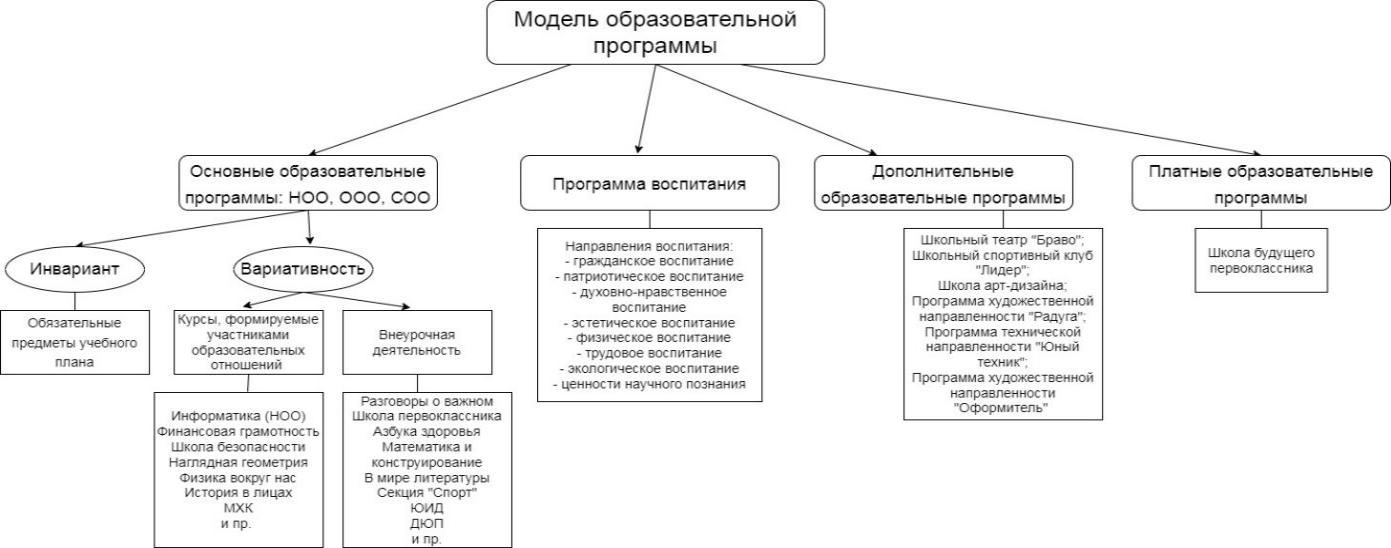 Модель образовательной
программы
Основные образовательные
программы: НОО, ООО, СОО
Программа воспитания
Дополнительные
образовательные программы
Платные образовательные
программы
Инвариант
Вариативность
Обязательные
предметы учебного
плана
Курсы, формируемые
участниками
образовательных
отношений
Внеурочная
деятельность
Информатика (НОО)
Финансовая грамотность
Школа безопасности
Наглядная геометрия
Физика вокруг нас
История в лицах
МХК
и пр.
Разговоры о важном
Школа первоклассника
Азбука здоровья
Математика и
конструирование
В мире литературы
Секция "Спорт"
ЮИД
ДЮП
и пр.
Направления воспитания:
- гражданское воспитание
- патриотическое воспитание
- духовно-нравственное
воспитание
- эстетическое воспитание
- физическое воспитание
- трудовое воспитание
- экологическое воспитание
- ценности научного познания
Школьный театр "Браво";
Школьный спортивный клуб
"Лидер";
Школа арт-дизайна;
Программа художественной
направленности "Радуга";
Программа технической
направленности "Юный
техник";
Программа художественной
направленности
"Оформитель"
Школа будущего
первоклассника